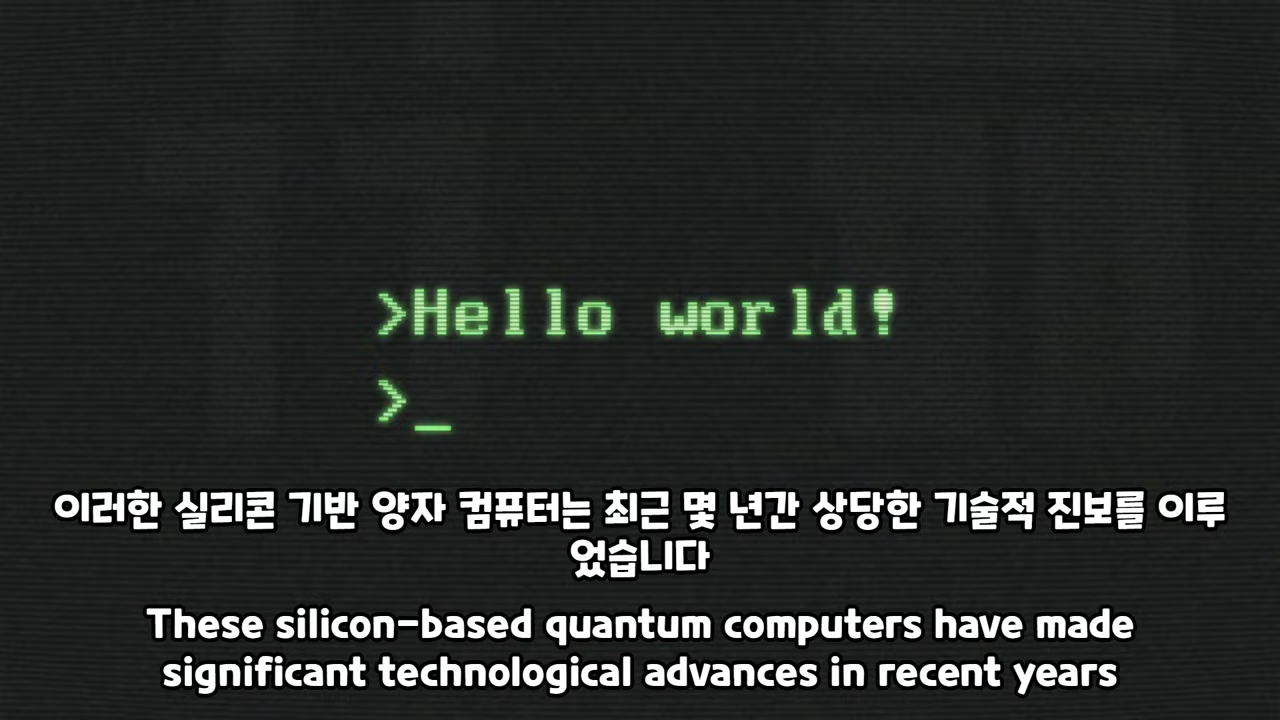 >Hello world!
>_
이러한 실리콘 기반 양자 컴퓨터는 최근 몇 년간 상당한 기술적 진보를 이루
었습니다
These silicon-based quantum computers have made
significant technological advances in recent years